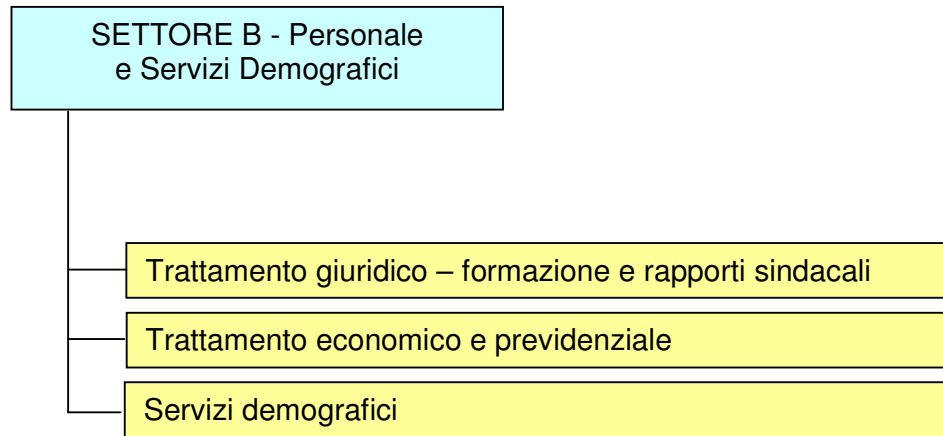 SETTORE B - Personale
e Servizi Demografici
Trattamento giuridico – formazione e rapporti sindacali
Trattamento economico e previdenziale
Servizi demografici